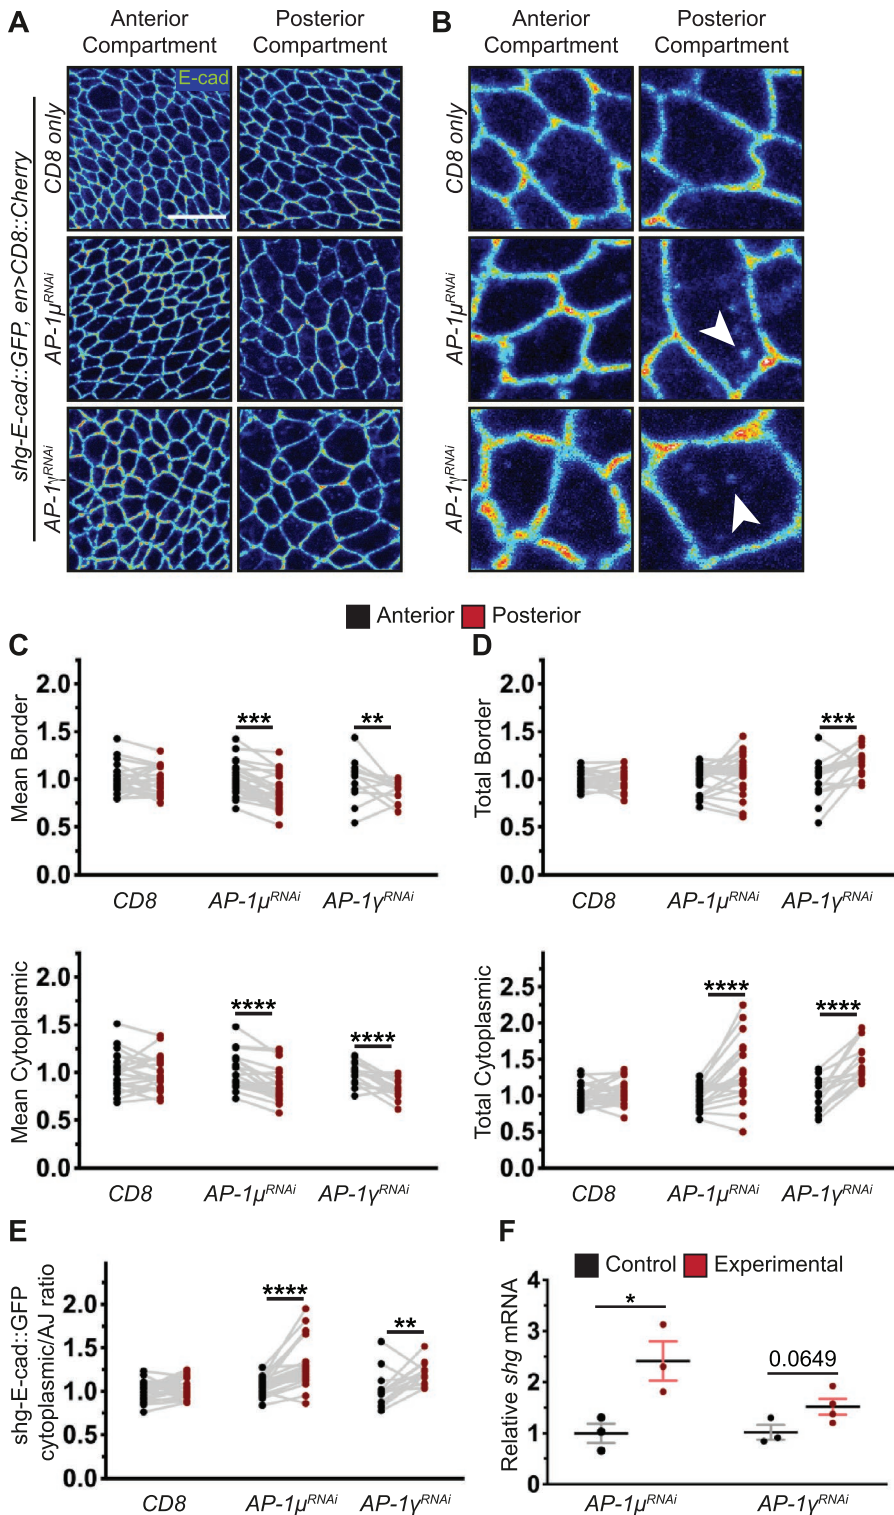 A
Anterior
Compartment
Posterior
Compartment
B
Anterior
Compartment
Posterior
Compartment
shg-E-cad::GFP, en>CD8::Cherry
CD8 only
E-cad
AP-1μRNAi
AP-1γRNAi
CD8 only
AP-1μRNAi
AP-1γRNAi
Anterior
Posterior
C
Mean Border
2.0
1.5
1.0
0.5
0.0
***
**
CD8
AP-1μRNAi
AP-1γRNAi
D
Total Border
2.0
1.5
1.0
0.5
0.0
***
CD8
AP-1μRNAi
AP-1γRNAi
Mean Cytoplasmic
2.0
1.5
1.0
0.5
0.0
****
****
CD8
AP-1μRNAi
AP-1γRNAi
Total Cytoplasmic
2.5
2.0
1.5
1.0
0.5
0.0
****
****
CD8
AP-1μRNAi
AP-1γRNAi
E
shg-E-cad::GFP
cytoplasmic/AJ ratio
2.0
1.5
1.0
0.5
0.0
****
**
CD8
AP-1μRNAi
AP-1γRNAi
F
Control
Experimental
Relative shg mRNA
4
3
2
1
0
*
0.0649
AP-1μRNAi
AP-1γRNAi